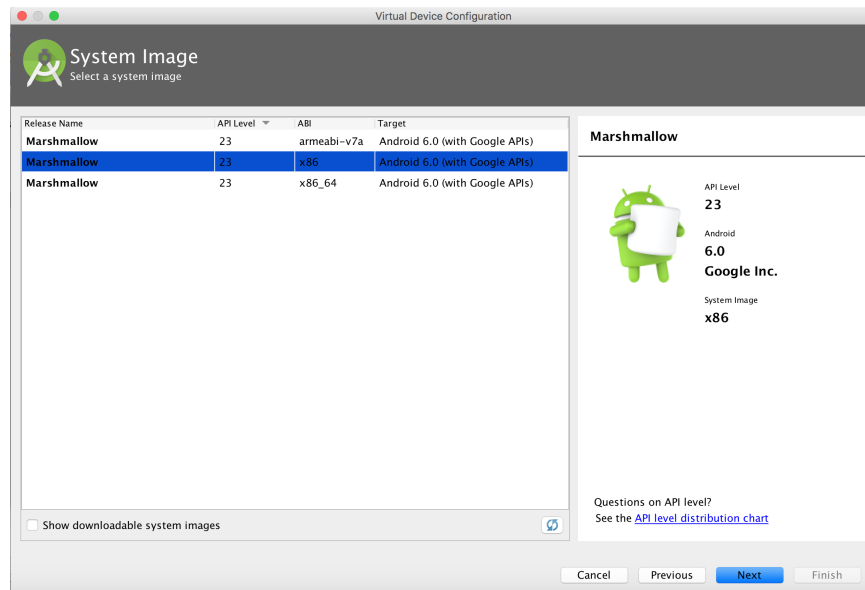 Virtual Device Configuration
System Image
Select a system image
Release Name API Level ABI Target
Marshmallow 23 armeabi-v7a Android 6.0 (with Google APIs)
Marshmallow 23 x86 Android 6.0 (with Google APIs)
Marshmallow 23 x86_64 Android 6.0 (with Google APIs)
Show downloadable system images
Marshmallow
API Level
23
Android
6.0
Google Inc.
System Image
x86
Questions on API level?
See the API level distribution chart
Cancel Previous Next Finish